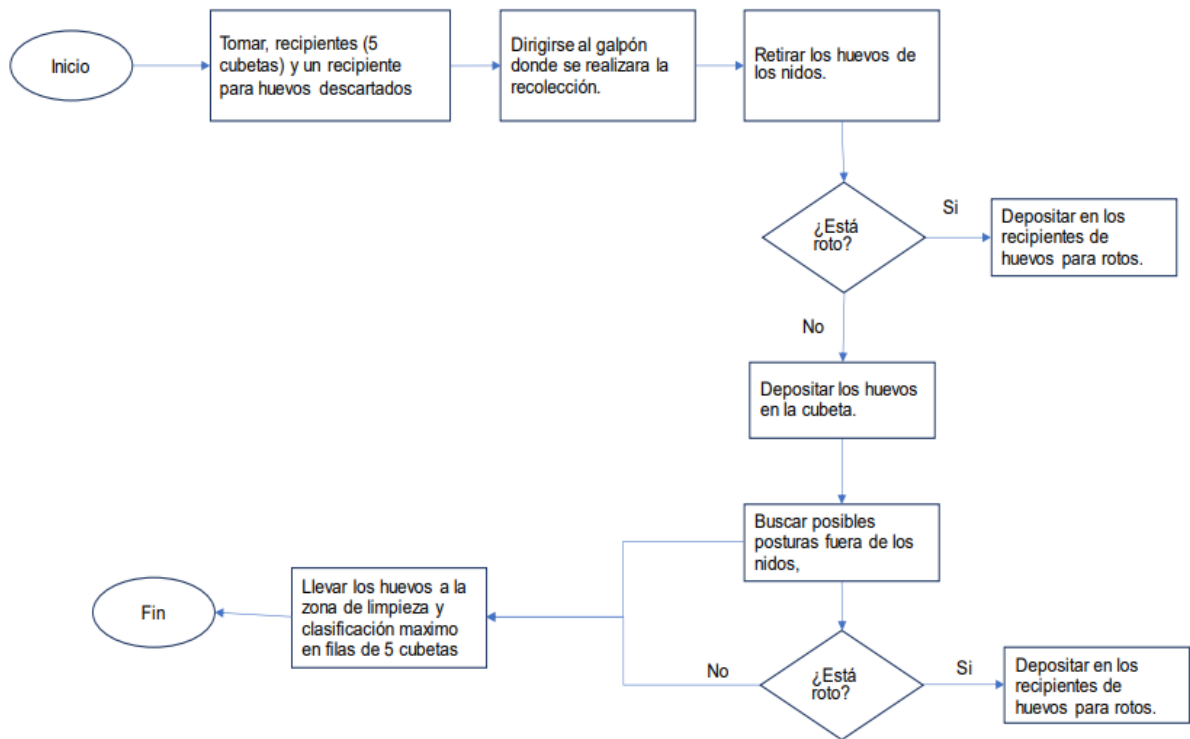 Inicio
Tomar, recipientes (5
cubetas) y un recipiente
para huevos descartados
Dirigirse al galpón
donde se realizara la
recolección.
Retirar los huevos de
los nidos.
¿Está
roto?
Si
Depositar en los
recipientes de
huevos para rotos.
No
Depositar los huevos
en la cubeta.
Buscar posibles
posturas fuera de los
nidos,
¿Está
roto?
Si
Depositar en los
recipientes de
huevos para rotos.
No
Llevar los huevos a la
zona de limpieza y
clasificación maximo
en filas de 5 cubetas
Fin